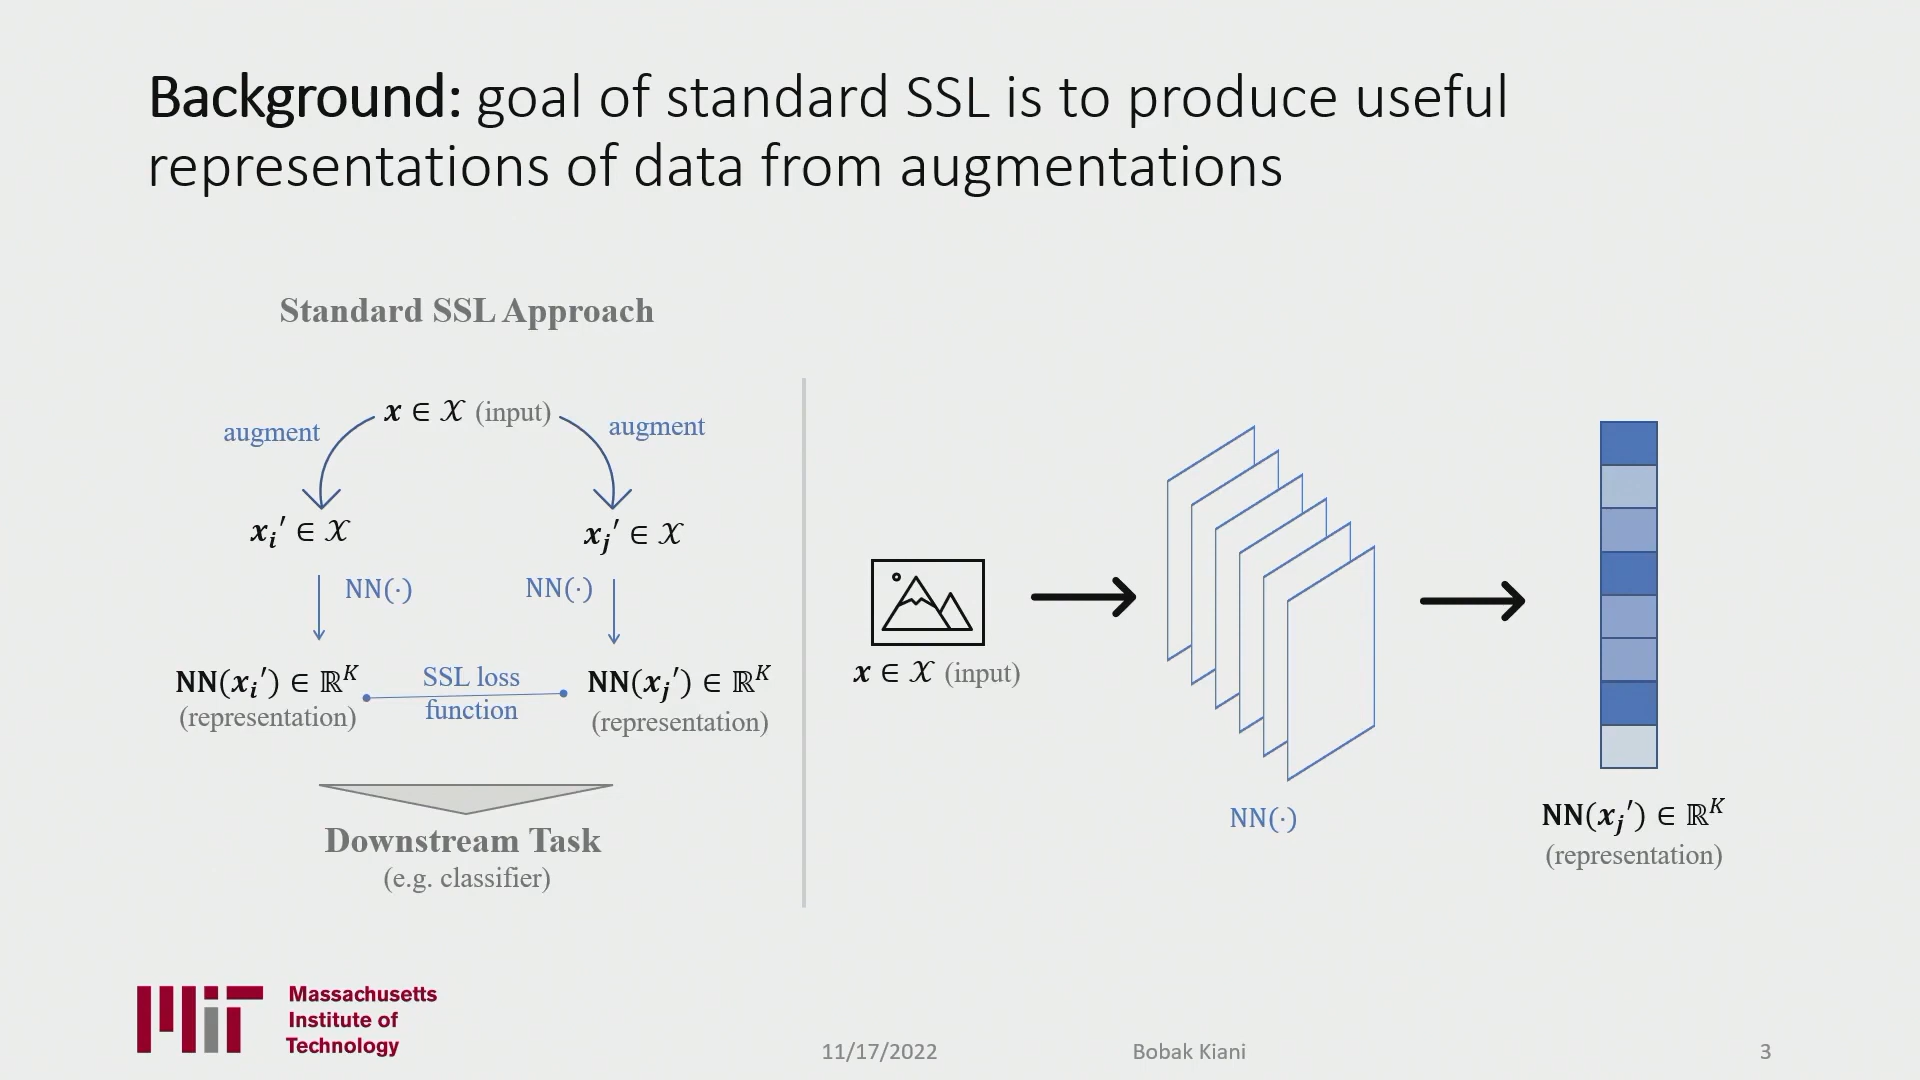 Background: goal of standard SSL is to produce useful
representations of data from augmentations
Standard SSL Approach
x ∈ 𝒳 (input)
augment
augment
xᵢ′ ∈ 𝒳
xⱼ′ ∈ 𝒳
NN(·)
NN(·)
NN(xᵢ′) ∈ ℝᴷ
(representation)
SSL loss
function
NN(xⱼ′) ∈ ℝᴷ
(representation)
Downstream Task
(e.g. classifier)
x ∈ 𝒳 (input)
NN(·)
NN(xⱼ′) ∈ ℝᴷ
(representation)
MIT
Massachusetts
Institute of
Technology
11/17/2022
Bobak Kiani
3